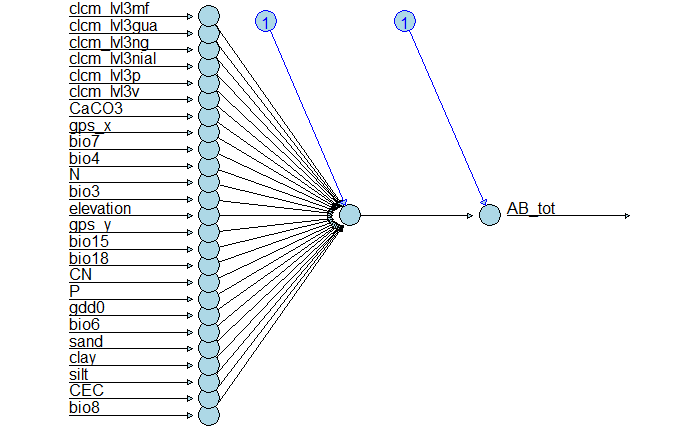 clcm_lvl3mf
clcm_lvl3gua
clcm_lvl3ng
clcm_lvl3nial
clcm_lvl3p
clcm_lvl3v
CaCO3
gps_x
bio7
bio4
N
bio3
elevation
gps_y
bio15
bio18
CN
P
gdd0
bio6
sand
clay
silt
CEC
bio8
1
1
AB_tot